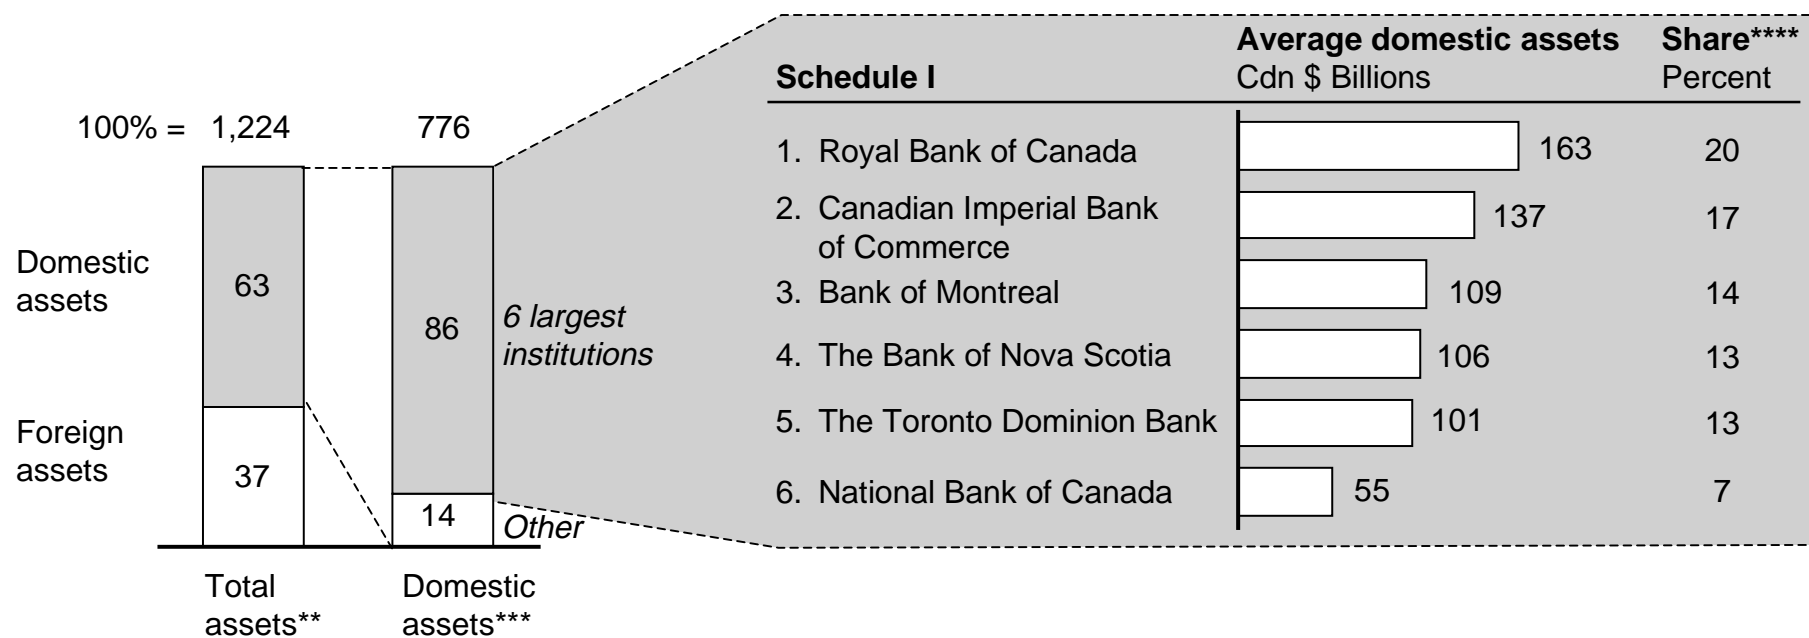 Average domestic assets Share****
Schedule I Cdn $ Billions Percent
100% = 1,224 776
1. Royal Bank of Canada 163 20
2. Canadian Imperial Bank
of Commerce 137 17
Domestic
assets 63
3. Bank of Montreal 109 14
86 6 largest
institutions
4. The Bank of Nova Scotia 106 13
5. The Toronto Dominion Bank 101 13
Foreign
assets 37
6. National Bank of Canada 55 7
14 Other
Total
assets**
Domestic
assets***